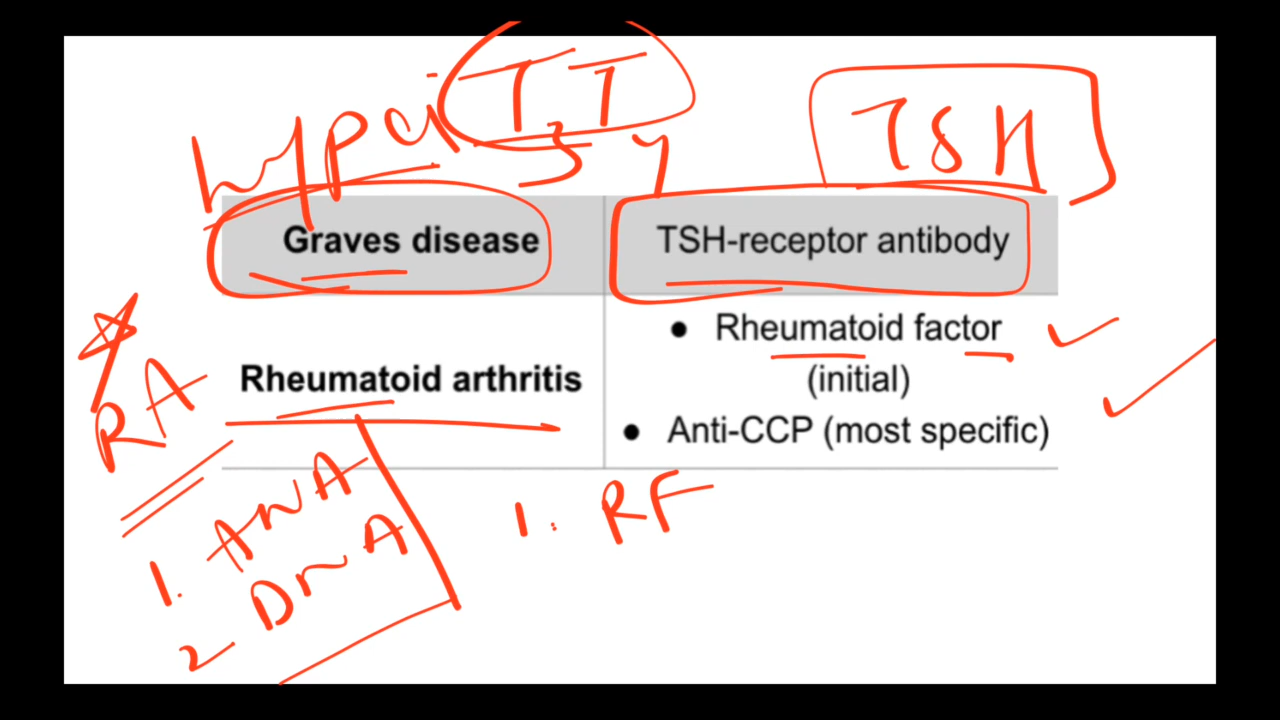 T3 T4
TSH
Graves disease
TSH-receptor antibody
Rheumatoid arthritis
● Rheumatoid factor
(initial)
● Anti-CCP (most specific)
RA
1. ANA
2 DNA
1. RF